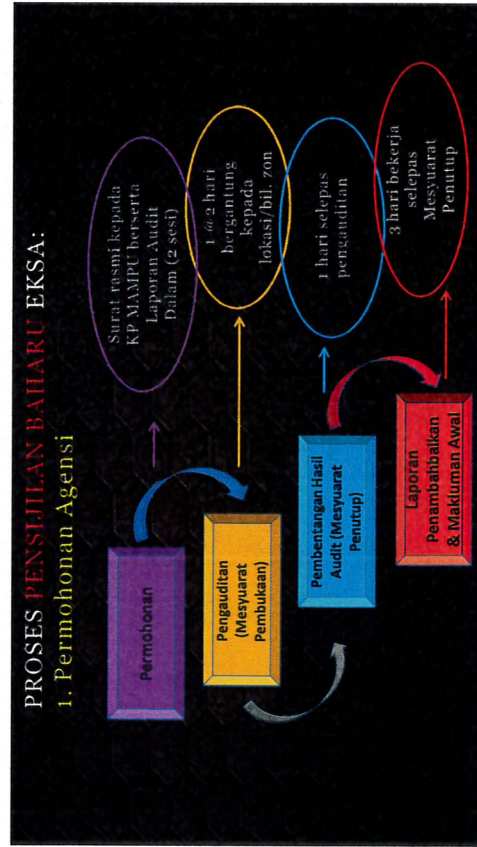 PROSES PENSIJILAN BAHARU EKSA:
1. Permohonan Agensi
Permohonan
Surat rasmi kepada
KP MAMPU berserta
Laporan Audit
Dalam (2 sesi)
Pengauditan
(Mesyuarat
Pembukaan)
1 @ 2 hari
bergantung
kepada
lokasi/bil. zon
Pembentangan Hasil
Audit (Mesyuarat
Penutup)
1 hari selepas
pengauditan
Laporan
Penambahbaikan
& Makluman Awal
3 hari bekerja
selepas
Mesyuarat
Penutup